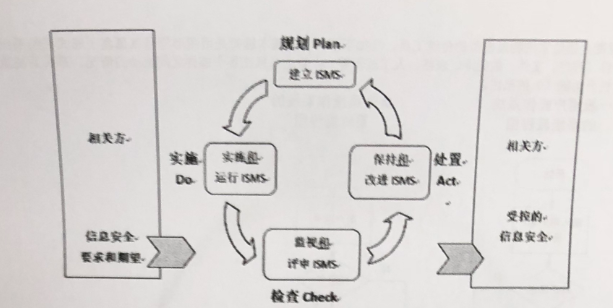 规划 Plan
建立 ISMS
相关方
实施
Do
实施和
运行 ISMS
保持和
改进 ISMS
处置
Act
相关方
信息安全
要求和期望
监视和
评审 ISMS
检查 Check
受控的
信息安全